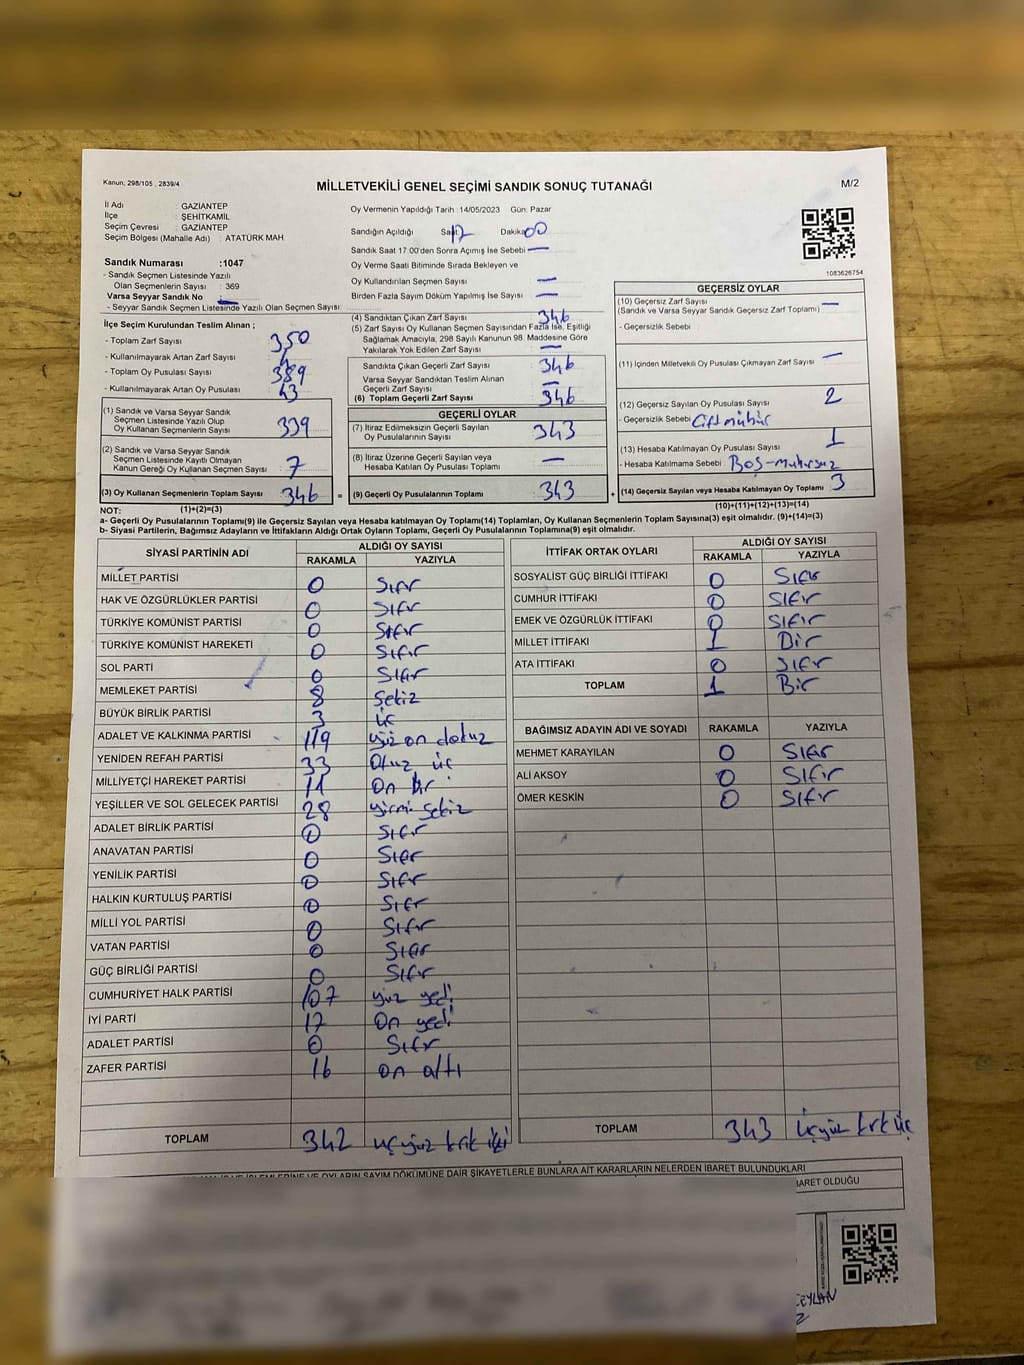 Kanun; 298/105 , 2839/4
MİLLETVEKİLİ GENEL SEÇİMİ SANDIK SONUÇ TUTANAĞI
M/2
İl Adı : GAZIANTEP
İlçe : ŞEHİTKAMİL
Seçim Çevresi : GAZIANTEP
Seçim Bölgesi (Mahalle Adı) : ATATÜRK MAH
Sandık Numarası :1047
- Sandık Seçmen Listesinde Yazılı
Olan Seçmenlerin Sayısı : 369
Varsa Seyyar Sandık No : —
- Seyyar Sandık Seçmen Listesinde Yazılı Olan Seçmen Sayısı
Oy Vermenin Yapıldığı Tarih :14/05/2023 Gün: Pazar
Sandığın Açıldığı Saat 17 Dakika 00
Sandık Saat 17:00'den Sonra Açımış İse Sebebi —
Oy Verme Saati Bitiminde Sırada Bekleyen ve
Oy Kullandırılan Seçmen Sayısı —
Birden Fazla Sayım Döküm Yapılmış İse Sayısı —
1083626754
İlçe Seçim Kurulundan Teslim Alınan ;
- Toplam Zarf Sayısı : 350
- Kullanılmayarak Artan Zarf Sayısı : 4
- Toplam Oy Pusulası Sayısı : 389
- Kullanılmayarak Artan Oy Pusulası : 43
(1) Sandık ve Varsa Seyyar Sandık
Seçmen Listesinde Yazılı Olup
Oy Kullanan Seçmenlerin Sayısı : 339
(2) Sandık ve Varsa Seyyar Sandık
Seçmen Listesinde Kayıtlı Olmayan
Kanun Gereği Oy Kullanan Seçmen Sayısı : 7
(3) Oy Kullanan Seçmenlerin Toplam Sayısı 346 =
(4) Sandıktan Çıkan Zarf Sayısı 346
(5) Zarf Sayısı Oy Kullanan Seçmen Sayısından Fazla İse, Eşitliği
Sağlamak Amacıyla, 298 Sayılı Kanunun 98. Maddesine Göre
Yakılarak Yok Edilen Zarf Sayısı —
Sandıkta Çıkan Geçerli Zarf Sayısı 346
Varsa Seyyar Sandıktan Teslim Alınan
Geçerli Zarf Sayısı —
(6) Toplam Geçerli Zarf Sayısı 346
GEÇERLİ OYLAR
(7) İtiraz Edilmeksizin Geçerli Sayılan
Oy Pusulalarının Sayısı 343
(8) İtiraz Üzerine Geçerli Sayılan veya
Hesaba Katılan Oy Pusulası Toplamı —
(9) Geçerli Oy Pusulalarının Toplamı 343 +
GEÇERSİZ OYLAR
(10) Geçersiz Zarf Sayısı —
(Sandık ve Varsa Seyyar Sandık Geçersiz Zarf Toplamı)
- Geçersizlik Sebebi
(11) İçinden Milletvekili Oy Pusulası Çıkmayan Zarf Sayısı —
(12) Geçersiz Sayılan Oy Pusulası Sayısı 2
- Geçersizlik Sebebi Çift mühür
(13) Hesaba Katılmayan Oy Pusulası Sayısı 1
- Hesaba Katılmama Sebebi Boş-mühürsüz
(14) Geçersiz Sayılan veya Hesaba Katılmayan Oy Toplamı 3
NOT: (1)+(2)=(3)
(10)+(11)+(12)+(13)=(14)
a- Geçerli Oy Pusulalarının Toplamı(9) ile Geçersiz Sayılan veya Hesaba katılmayan Oy Toplamı(14) Toplamları, Oy Kullanan Seçmenlerin Toplam Sayısına(3) eşit olmalıdır. (9)+(14)=(3)
b- Siyasi Partilerin, Bağımsız Adayların ve İttifakların Aldığı Ortak Oyların Toplamı, Geçerli Oy Pusulalarının Toplamına(9) eşit olmalıdır.
SİYASİ PARTİNİN ADI ALDIĞI OY SAYISI
RAKAMLA YAZIYLA
MİLLET PARTİSİ 0 Sıfır
HAK VE ÖZGÜRLÜKLER PARTİSİ 0 Sıfır
TÜRKİYE KOMÜNİST PARTİSİ 0 Sıfır
TÜRKİYE KOMÜNİST HAREKETİ 0 Sıfır
SOL PARTİ 0 Sıfır
MEMLEKET PARTİSİ 8 Sekiz
BÜYÜK BİRLİK PARTİSİ 3 üç
ADALET VE KALKINMA PARTİSİ 119 yüz on dokuz
YENİDEN REFAH PARTİSİ 33 Otuz üç
MİLLİYETÇİ HAREKET PARTİSİ 11 On bir
YEŞİLLER VE SOL GELECEK PARTİSİ 28 yirmi sekiz
ADALET BİRLİK PARTİSİ 0 Sıfır
ANAVATAN PARTİSİ 0 Sıfır
YENİLİK PARTİSİ 0 Sıfır
HALKIN KURTULUŞ PARTİSİ 0 Sıfır
MİLLİ YOL PARTİSİ 0 Sıfır
VATAN PARTİSİ 0 Sıfır
GÜÇ BİRLİĞİ PARTİSİ 0 Sıfır
CUMHURİYET HALK PARTİSİ 107 yüz yedi
İYİ PARTİ 17 On yedi
ADALET PARTİSİ 0 Sıfır
ZAFER PARTİSİ 16 on altı
TOPLAM 342 üçyüz kırk iki
İTTİFAK ORTAK OYLARI ALDIĞI OY SAYISI
RAKAMLA YAZIYLA
SOSYALİST GÜÇ BİRLİĞİ İTTİFAKI 0 Sıfır
CUMHUR İTTİFAKI 0 Sıfır
EMEK VE ÖZGÜRLÜK İTTİFAKI 0 Sıfır
MİLLET İTTİFAKI 1 Bir
ATA İTTİFAKI 0 Sıfır
TOPLAM 1 Bir
BAĞIMSIZ ADAYIN ADI VE SOYADI RAKAMLA YAZIYLA
MEHMET KARAYILAN 0 Sıfır
ALİ AKSOY 0 Sıfır
ÖMER KESKİN 0 Sıfır
TOPLAM 343 üçyüz kırk üç
İŞLEMLERİNE VE OYLARIN SAYIM DÖKÜMÜNE DAİR ŞİKAYETLERLE BUNLARA AİT KARARLARIN NELERDEN İBARET BULUNDUKLARI
BARET OLDUĞU
CEYLAN